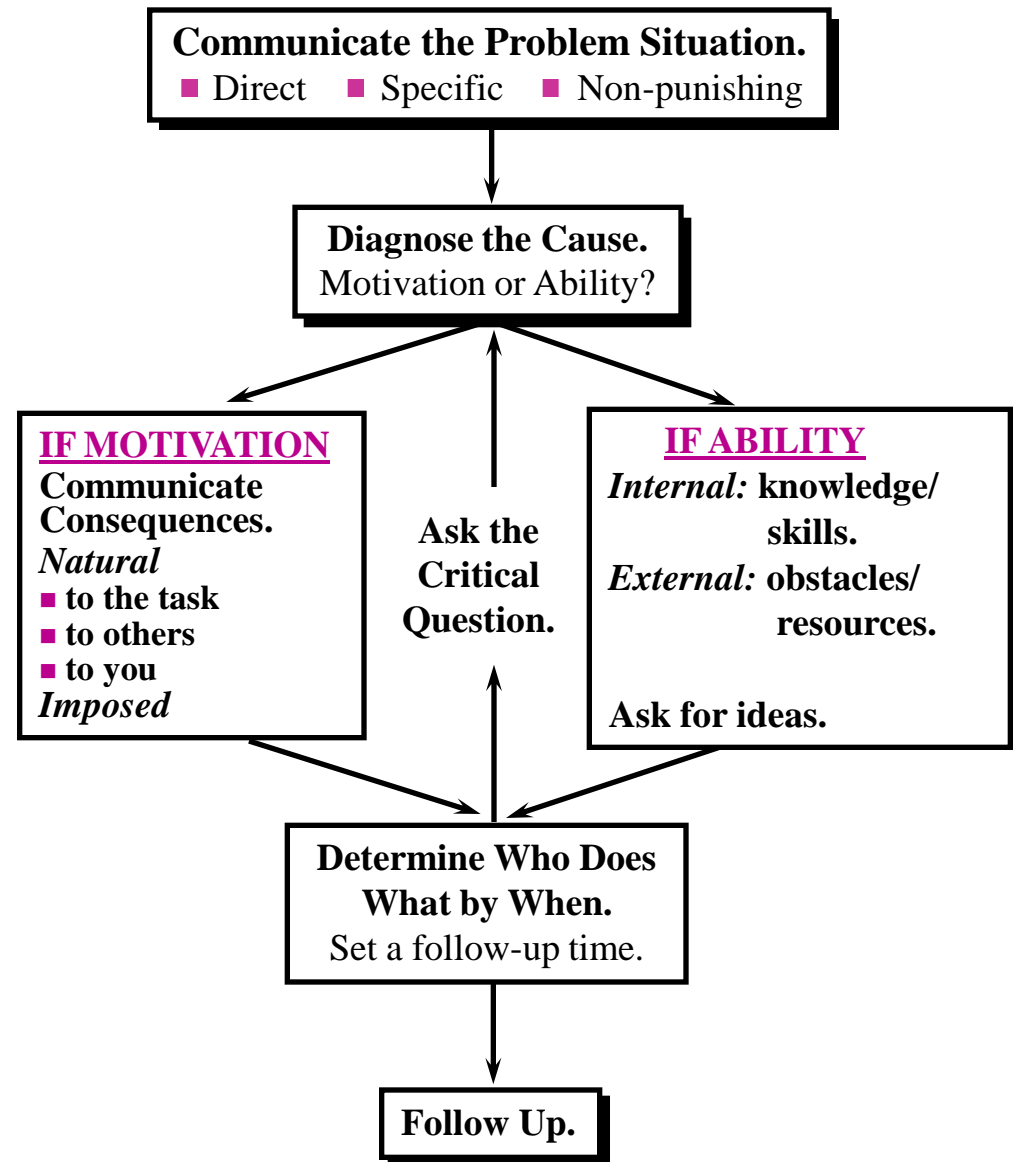 Communicate the Problem Situation.
■ Direct ■ Specific ■ Non-punishing
Diagnose the Cause.
Motivation or Ability?
IF MOTIVATION
Communicate
Consequences.
Natural
■ to the task
■ to others
■ to you
Imposed
Ask the
Critical
Question.
IF ABILITY
Internal: knowledge/
skills.
External: obstacles/
resources.
Ask for ideas.
Determine Who Does
What by When.
Set a follow-up time.
Follow Up.